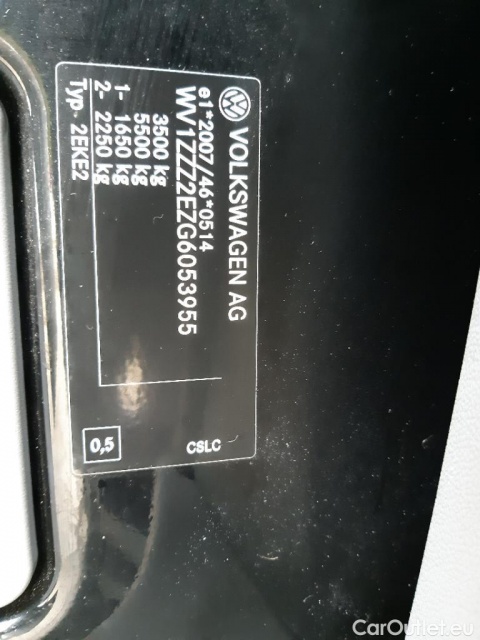 VOLKSWAGEN AG
e1*2007/46*0514
WV1ZZZ2EZG6053955
3500 kg
5500 kg
1- 1650 kg
2- 2250 kg
Typ- 2EKE2
0,5
CSLC
CarOutlet.eu